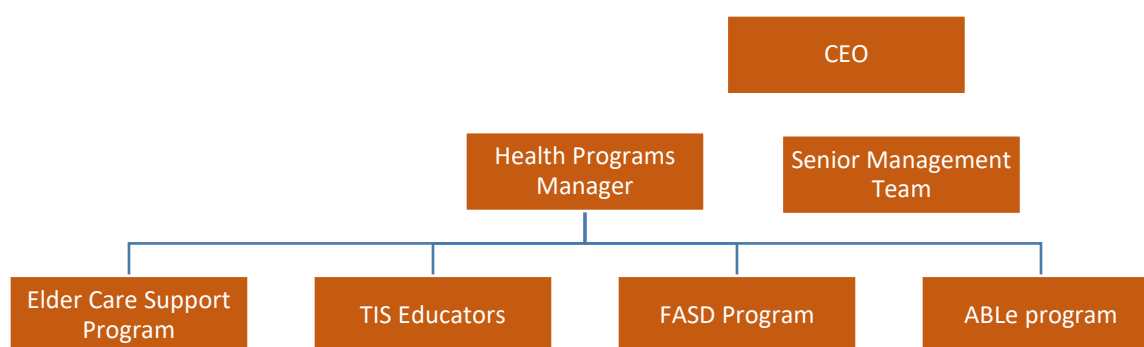 CEO
Health Programs
Manager
Senior Management
Team
Elder Care Support
Program
TIS Educators
FASD Program
ABLe program